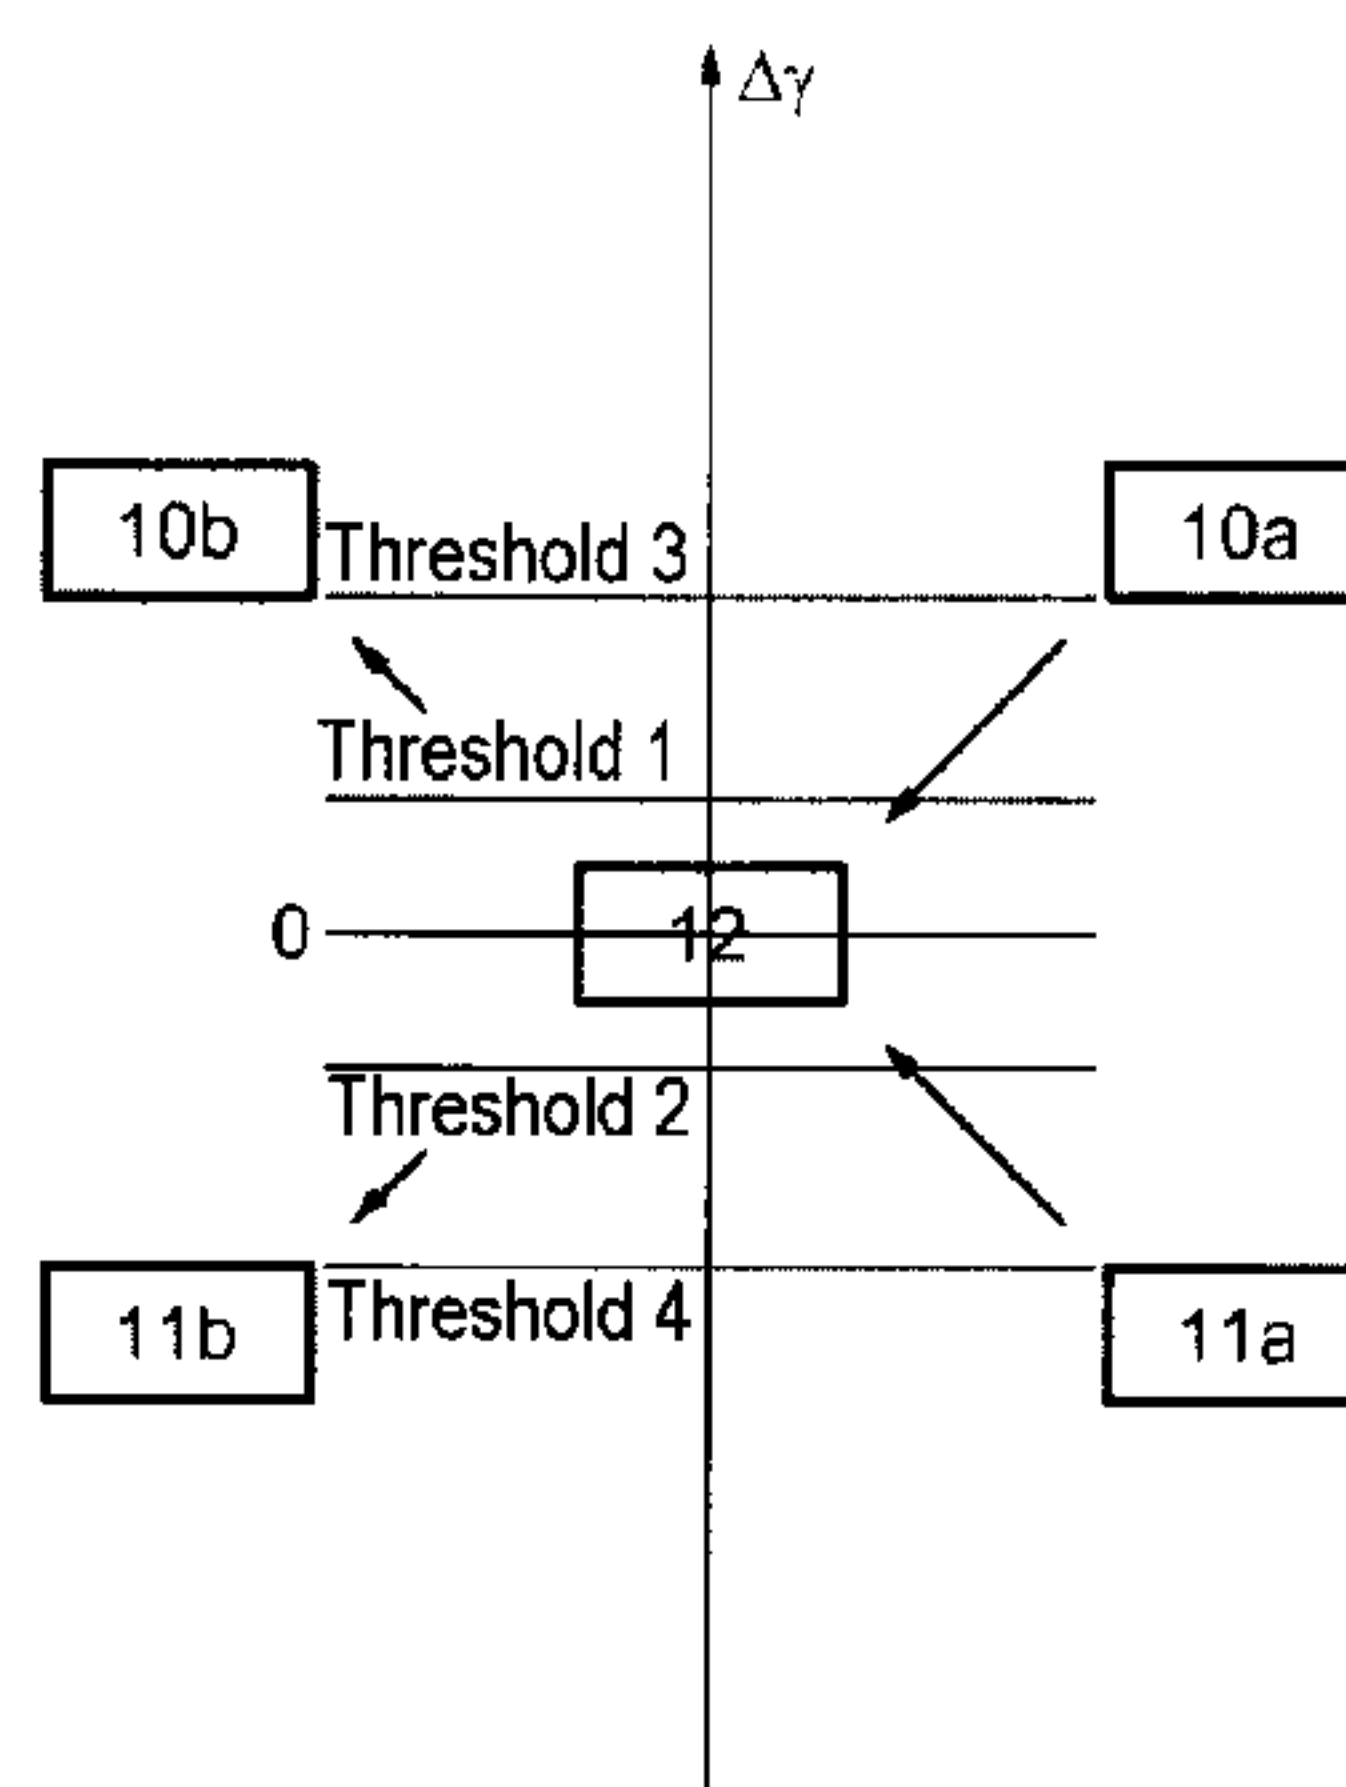 Δγ
10b
Threshold 3
10a
Threshold 1
0
12
Threshold 2
11b
Threshold 4
11a